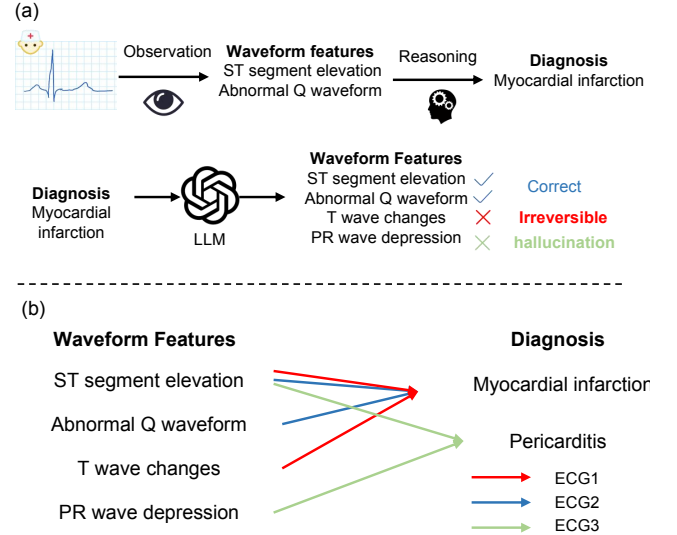 (a)
Observation
Waveform features
ST segment elevation
Abnormal Q waveform
Reasoning
Diagnosis
Myocardial infarction
Diagnosis
Myocardial
infarction
LLM
Waveform Features
ST segment elevation
Abnormal Q waveform
T wave changes
PR wave depression
Correct
Irreversible
hallucination
(b)
Waveform Features
Diagnosis
ST segment elevation
Myocardial infarction
Abnormal Q waveform
Pericarditis
T wave changes
PR wave depression
ECG1
ECG2
ECG3